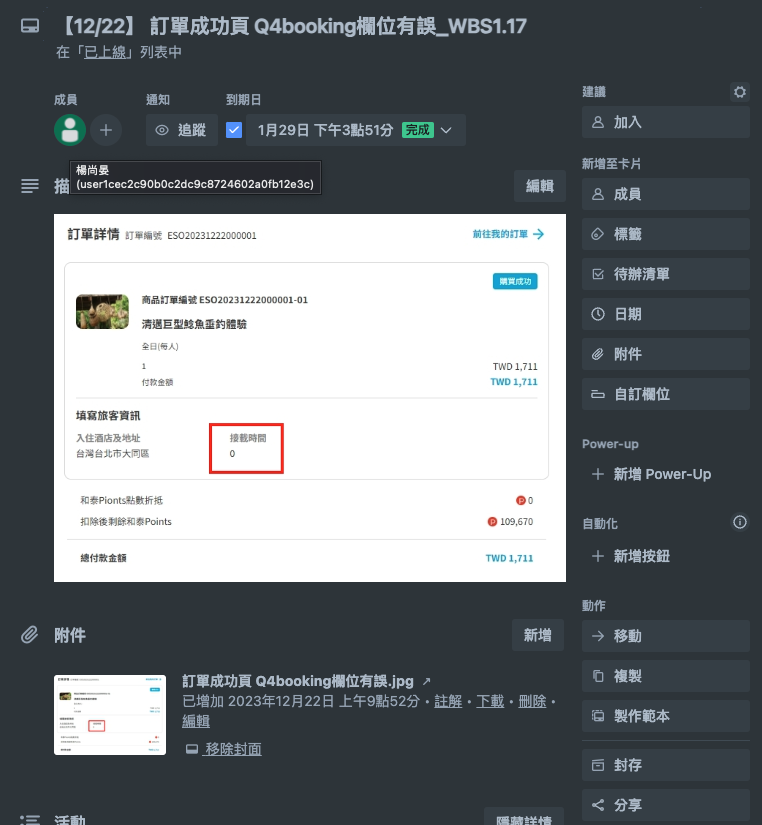 【12/22】 訂單成功頁 Q4booking欄位有誤_WBS1.17
在「已上線」列表中
成員
通知
到期日
追蹤
1月29日 下午3點51分 完成
楊尚晏
(user1cec2c90b0c2dc9c8724602a0fb12e3c)
描
編輯
訂單詳情 訂單編號 ESO20231222000001
前往我的訂單
購買成功
商品訂單編號 ESO20231222000001-01
清邁巨型鯰魚垂釣體驗
全日(每人)
1
TWD 1,711
付款金額
TWD 1,711
填寫旅客資訊
入住酒店及地址
接載時間
台灣台北市大同區
0
和泰Pionts點數折抵
P 0
扣除後剩餘和泰Points
P 109,670
總付款金額
TWD 1,711
附件
新增
訂單成功頁 Q4booking欄位有誤.jpg ↗
已增加 2023年12月22日 上午9點52分 • 註解 • 下載 • 刪除 •
編輯
移除封面
活動
隱藏詳情
建議
加入
新增至卡片
成員
標籤
待辦清單
日期
附件
自訂欄位
Power-up
新增 Power-Up
自動化
新增按鈕
動作
移動
複製
製作範本
封存
分享